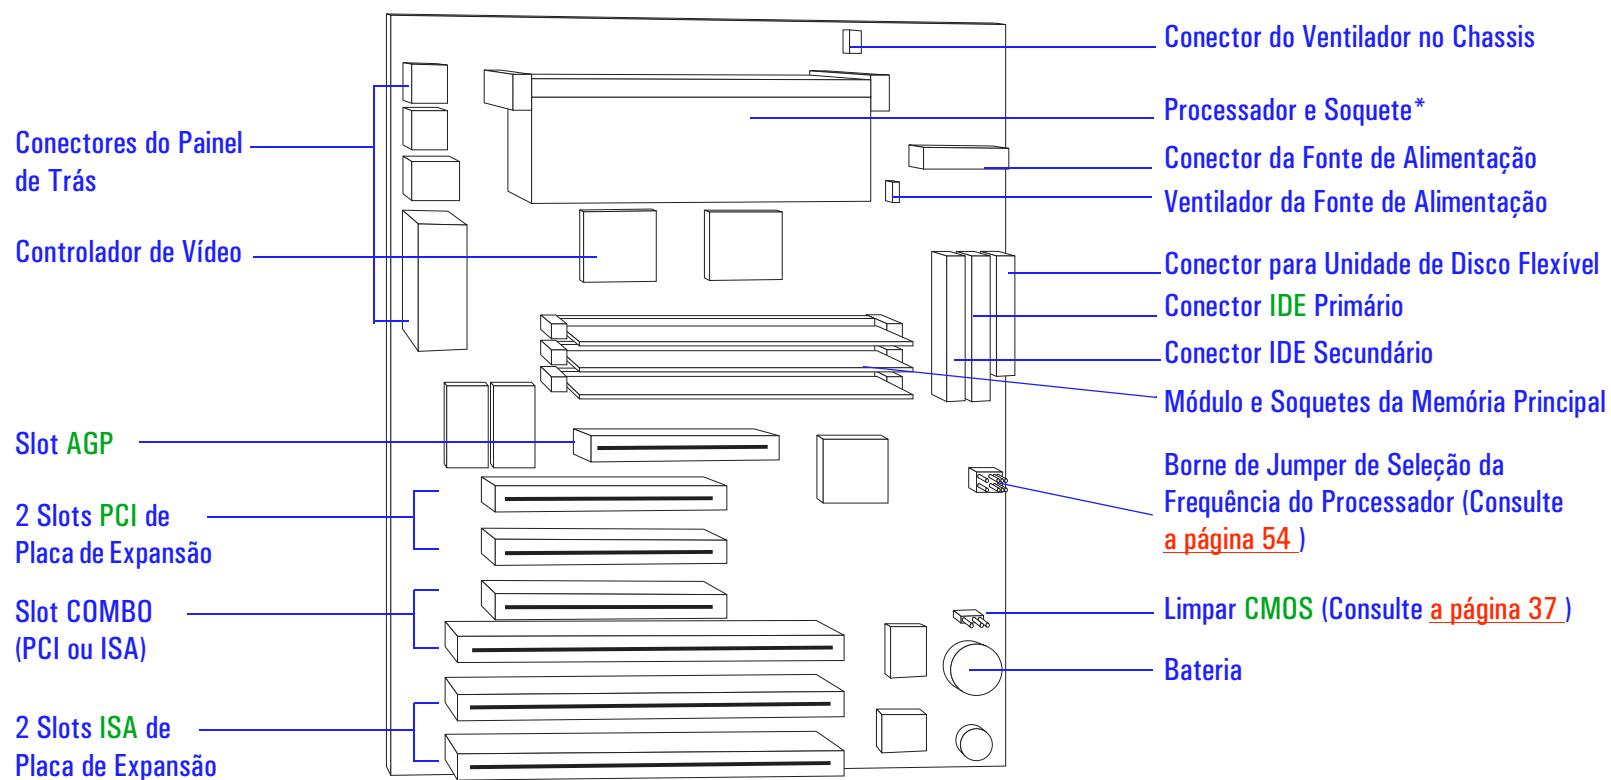 Conectores do Painel
de Trás
Controlador de Vídeo
Slot AGP
2 Slots PCI de
Placa de Expansão
Slot COMBO
(PCI ou ISA)
2 Slots ISA de
Placa de Expansão
Conector do Ventilador no Chassis
Processador e Soquete*
Conector da Fonte de Alimentação
Ventilador da Fonte de Alimentação
Conector para Unidade de Disco Flexível
Conector IDE Primário
Conector IDE Secundário
Módulo e Soquetes da Memória Principal
Borne de Jumper de Seleção da
Frequência do Processador (Consulte
a página 54 )
Limpar CMOS (Consulte a página 37 )
Bateria